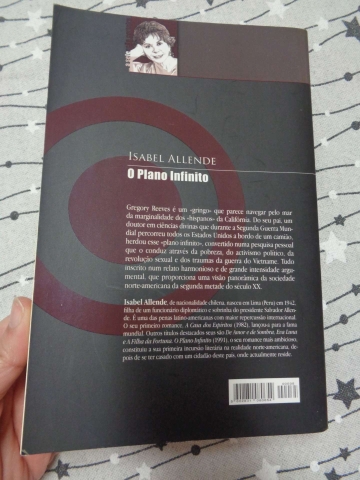 ISABEL ALLENDE
O Plano Infinito
Gregory Reeves é um «gringo» que parece navegar pelo mar
da marginalidade dos «hispanos» da Califórnia. Do seu pai, um
doutor em ciências divinas que durante a Segunda Guerra Mun-
dial percorreu todos os Estados Unidos a bordo de um camião,
herdou esse «plano infinito», convertido numa pesquisa pessoal
que o conduz através da pobreza, do activismo político, da
revolução sexual e dos traumas da guerra do Vietname. Tudo
inscrito num relato harmonioso e de grande intensidade argu-
mental, que proporciona uma visão panorâmica da sociedade
norte-americana da segunda metade do século XX.
Isabel Allende, de nacionalidade chilena, nasceu em Lima (Peru) em 1942,
filha de um funcionário diplomático e sobrinha do presidente Salvador Allen-
de. É uma das penas latino-americanas com maior repercussão internacional.
O seu primeiro romance, A Casa dos Espíritos (1982), lançou-a para a fama
mundial. Outros títulos destacados seus são De Amor e de Sombra, Eva Luna
e A Filha da Fortuna. O Plano Infinito (1991), o seu romance mais ambicioso,
constitui a sua primeira incursão literária na realidade norte-americana, de-
pois de se ter casado com um cidadão deste país, onde actualmente reside.